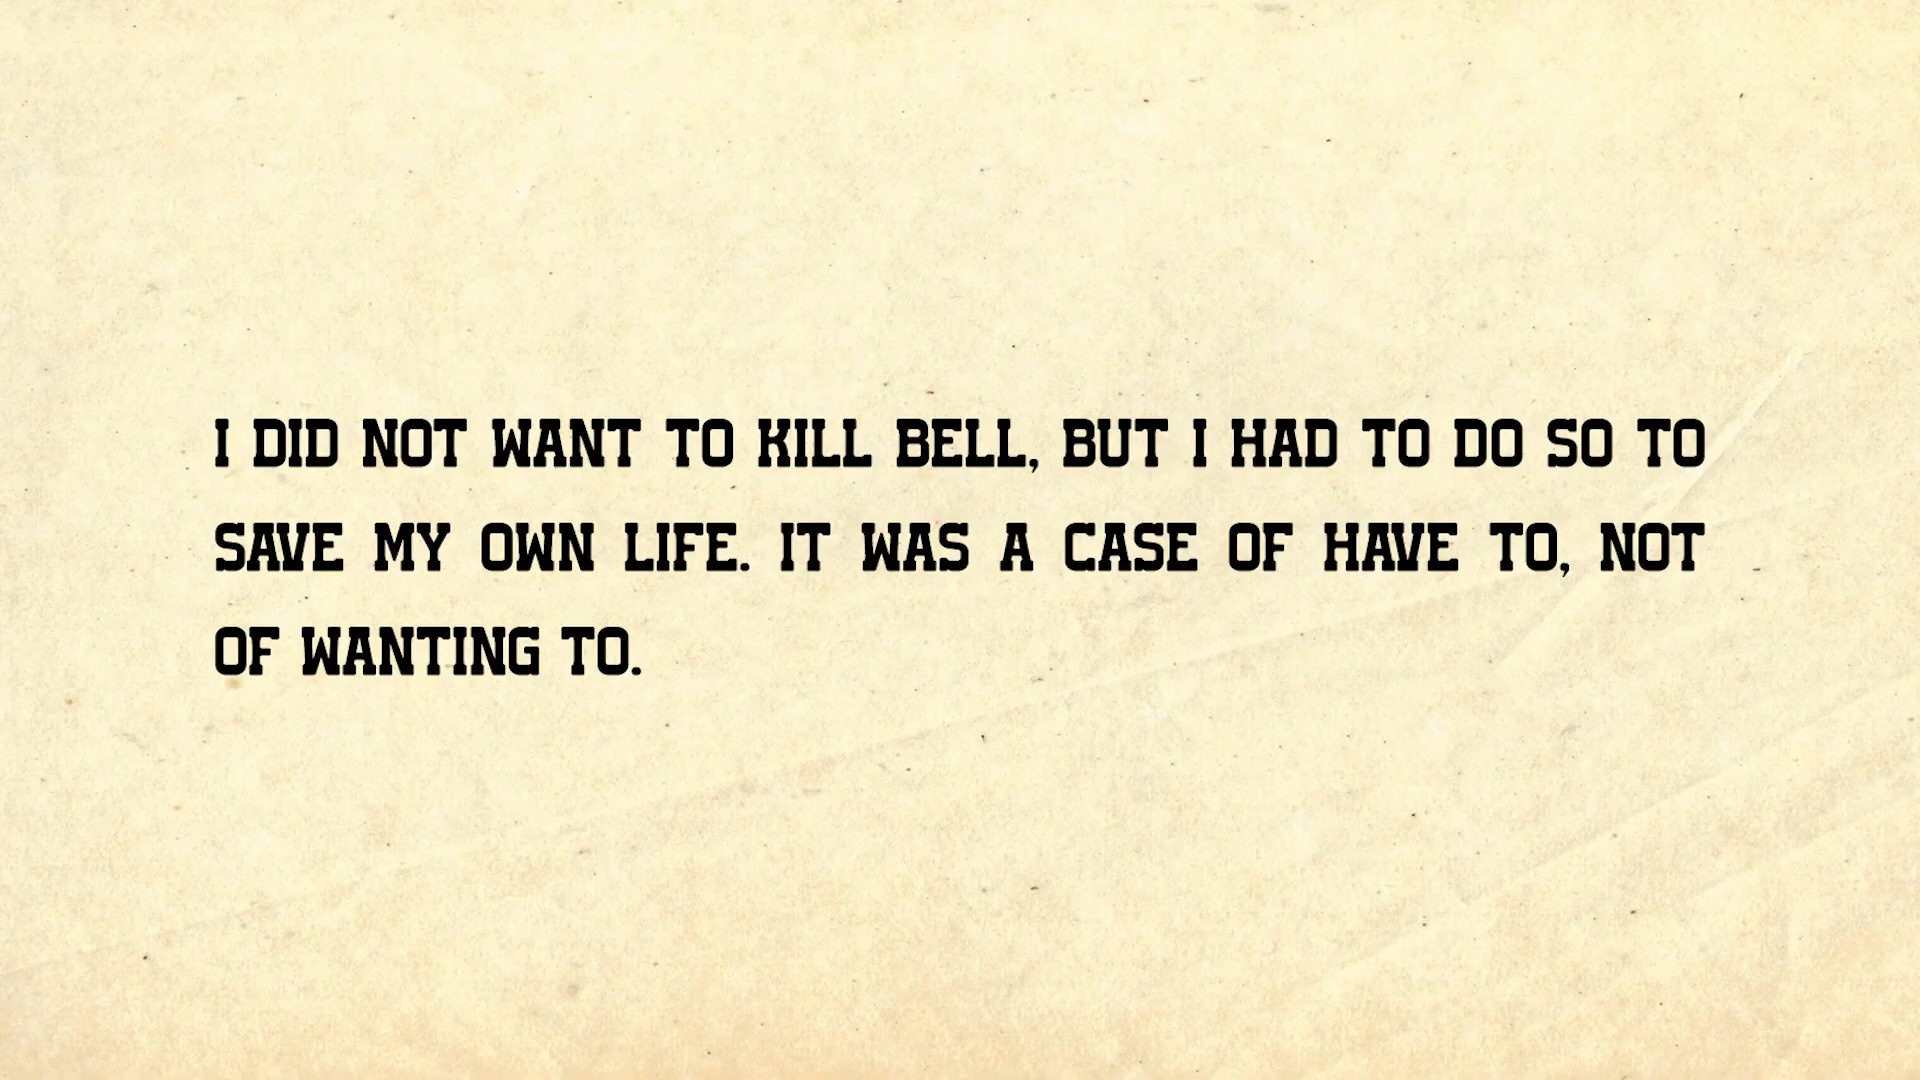 I DID NOT WANT TO KILL BELL, BUT I HAD TO DO SO TO
SAVE MY OWN LIFE. IT WAS A CASE OF HAVE TO, NOT
OF WANTING TO.